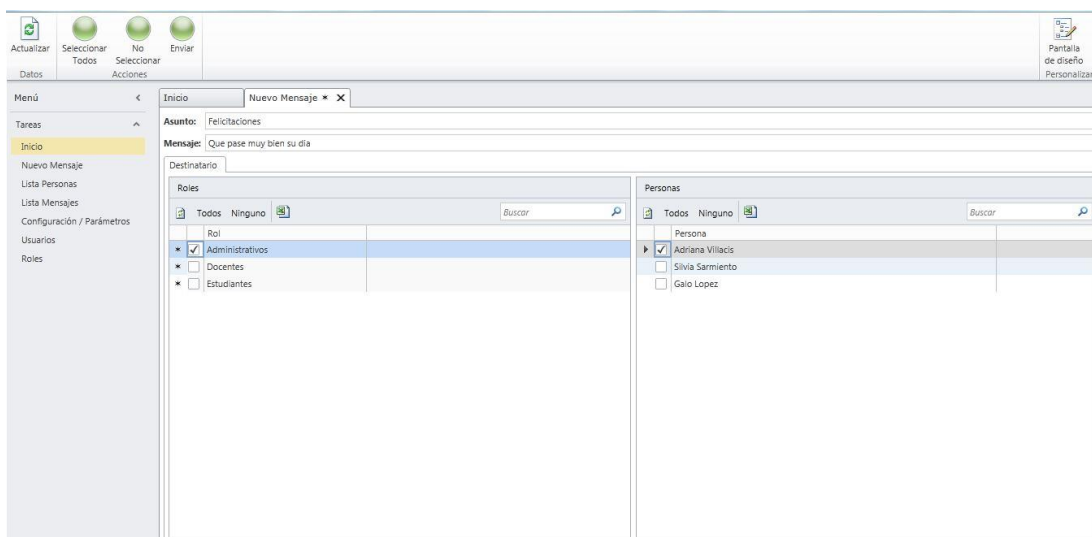 Actualizar
Seleccionar Todos
No Seleccionar
Enviar
Pantalla de diseño
Datos
Acciones
Personalizar
Menú
Tareas
Inicio
Nuevo Mensaje
Lista Personas
Lista Mensajes
Configuración / Parámetros
Usuarios
Roles
Inicio
Nuevo Mensaje * X
Asunto: Felicitaciones
Mensaje: Que pase muy bien su dia
Destinatario
Roles
Todos Ninguno Buscar
Rol
* Administrativos
* Docentes
* Estudiantes
Personas
Todos Ninguno Buscar
Persona
Adriana Villacis
Silvia Sarmiento
Galo Lopez